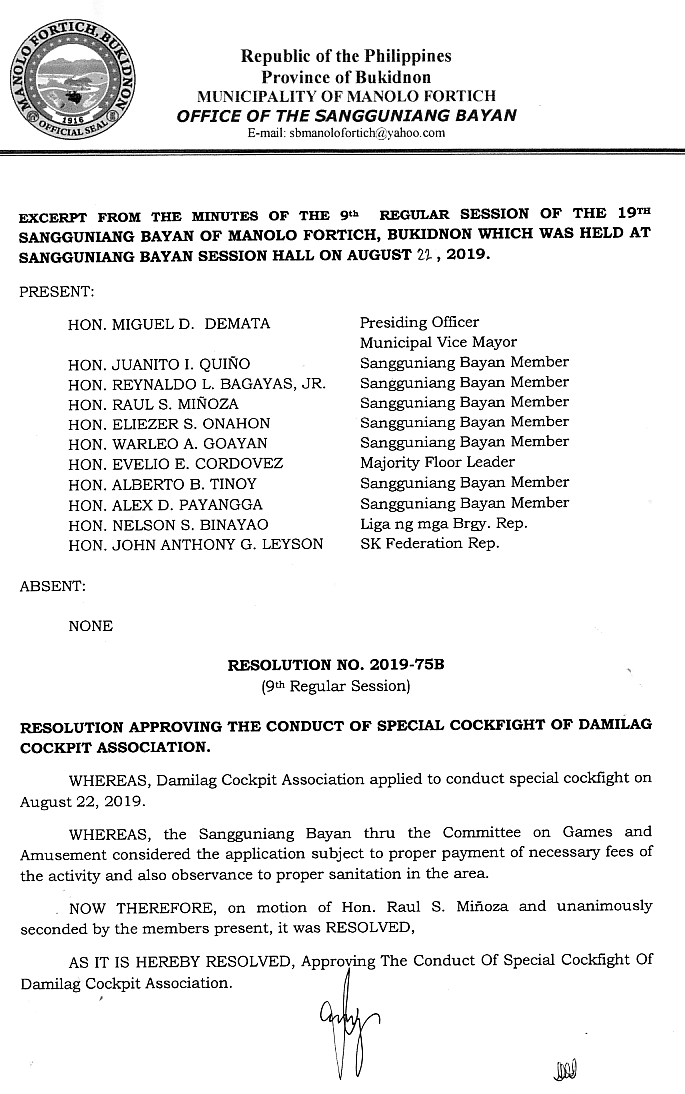 MANOLO FORTICH, BUKIDNON
1916
OFFICIAL SEAL
Republic of the Philippines
Province of Bukidnon
MUNICIPALITY OF MANOLO FORTICH
OFFICE OF THE SANGGUNIANG BAYAN
E-mail: sbmanolofortich@yahoo.com
EXCERPT FROM THE MINUTES OF THE 9th REGULAR SESSION OF THE 19TH
SANGGUNIANG BAYAN OF MANOLO FORTICH, BUKIDNON WHICH WAS HELD AT
SANGGUNIANG BAYAN SESSION HALL ON AUGUST 22, 2019.
PRESENT:
HON. MIGUEL D. DEMATA Presiding Officer
Municipal Vice Mayor
HON. JUANITO I. QUIÑO Sangguniang Bayan Member
HON. REYNALDO L. BAGAYAS, JR. Sangguniang Bayan Member
HON. RAUL S. MIÑOZA Sangguniang Bayan Member
HON. ELIEZER S. ONAHON Sangguniang Bayan Member
HON. WARLEO A. GOAYAN Sangguniang Bayan Member
HON. EVELIO E. CORDOVEZ Majority Floor Leader
HON. ALBERTO B. TINOY Sangguniang Bayan Member
HON. ALEX D. PAYANGGA Sangguniang Bayan Member
HON. NELSON S. BINAYAO Liga ng mga Brgy. Rep.
HON. JOHN ANTHONY G. LEYSON SK Federation Rep.
ABSENT:
NONE
RESOLUTION NO. 2019-75B
(9th Regular Session)
RESOLUTION APPROVING THE CONDUCT OF SPECIAL COCKFIGHT OF DAMILAG
COCKPIT ASSOCIATION.
WHEREAS, Damilag Cockpit Association applied to conduct special cockfight on
August 22, 2019.
WHEREAS, the Sangguniang Bayan thru the Committee on Games and
Amusement considered the application subject to proper payment of necessary fees of
the activity and also observance to proper sanitation in the area.
NOW THEREFORE, on motion of Hon. Raul S. Miñoza and unanimously
seconded by the members present, it was RESOLVED,
AS IT IS HEREBY RESOLVED, Approving The Conduct Of Special Cockfight Of
Damilag Cockpit Association.